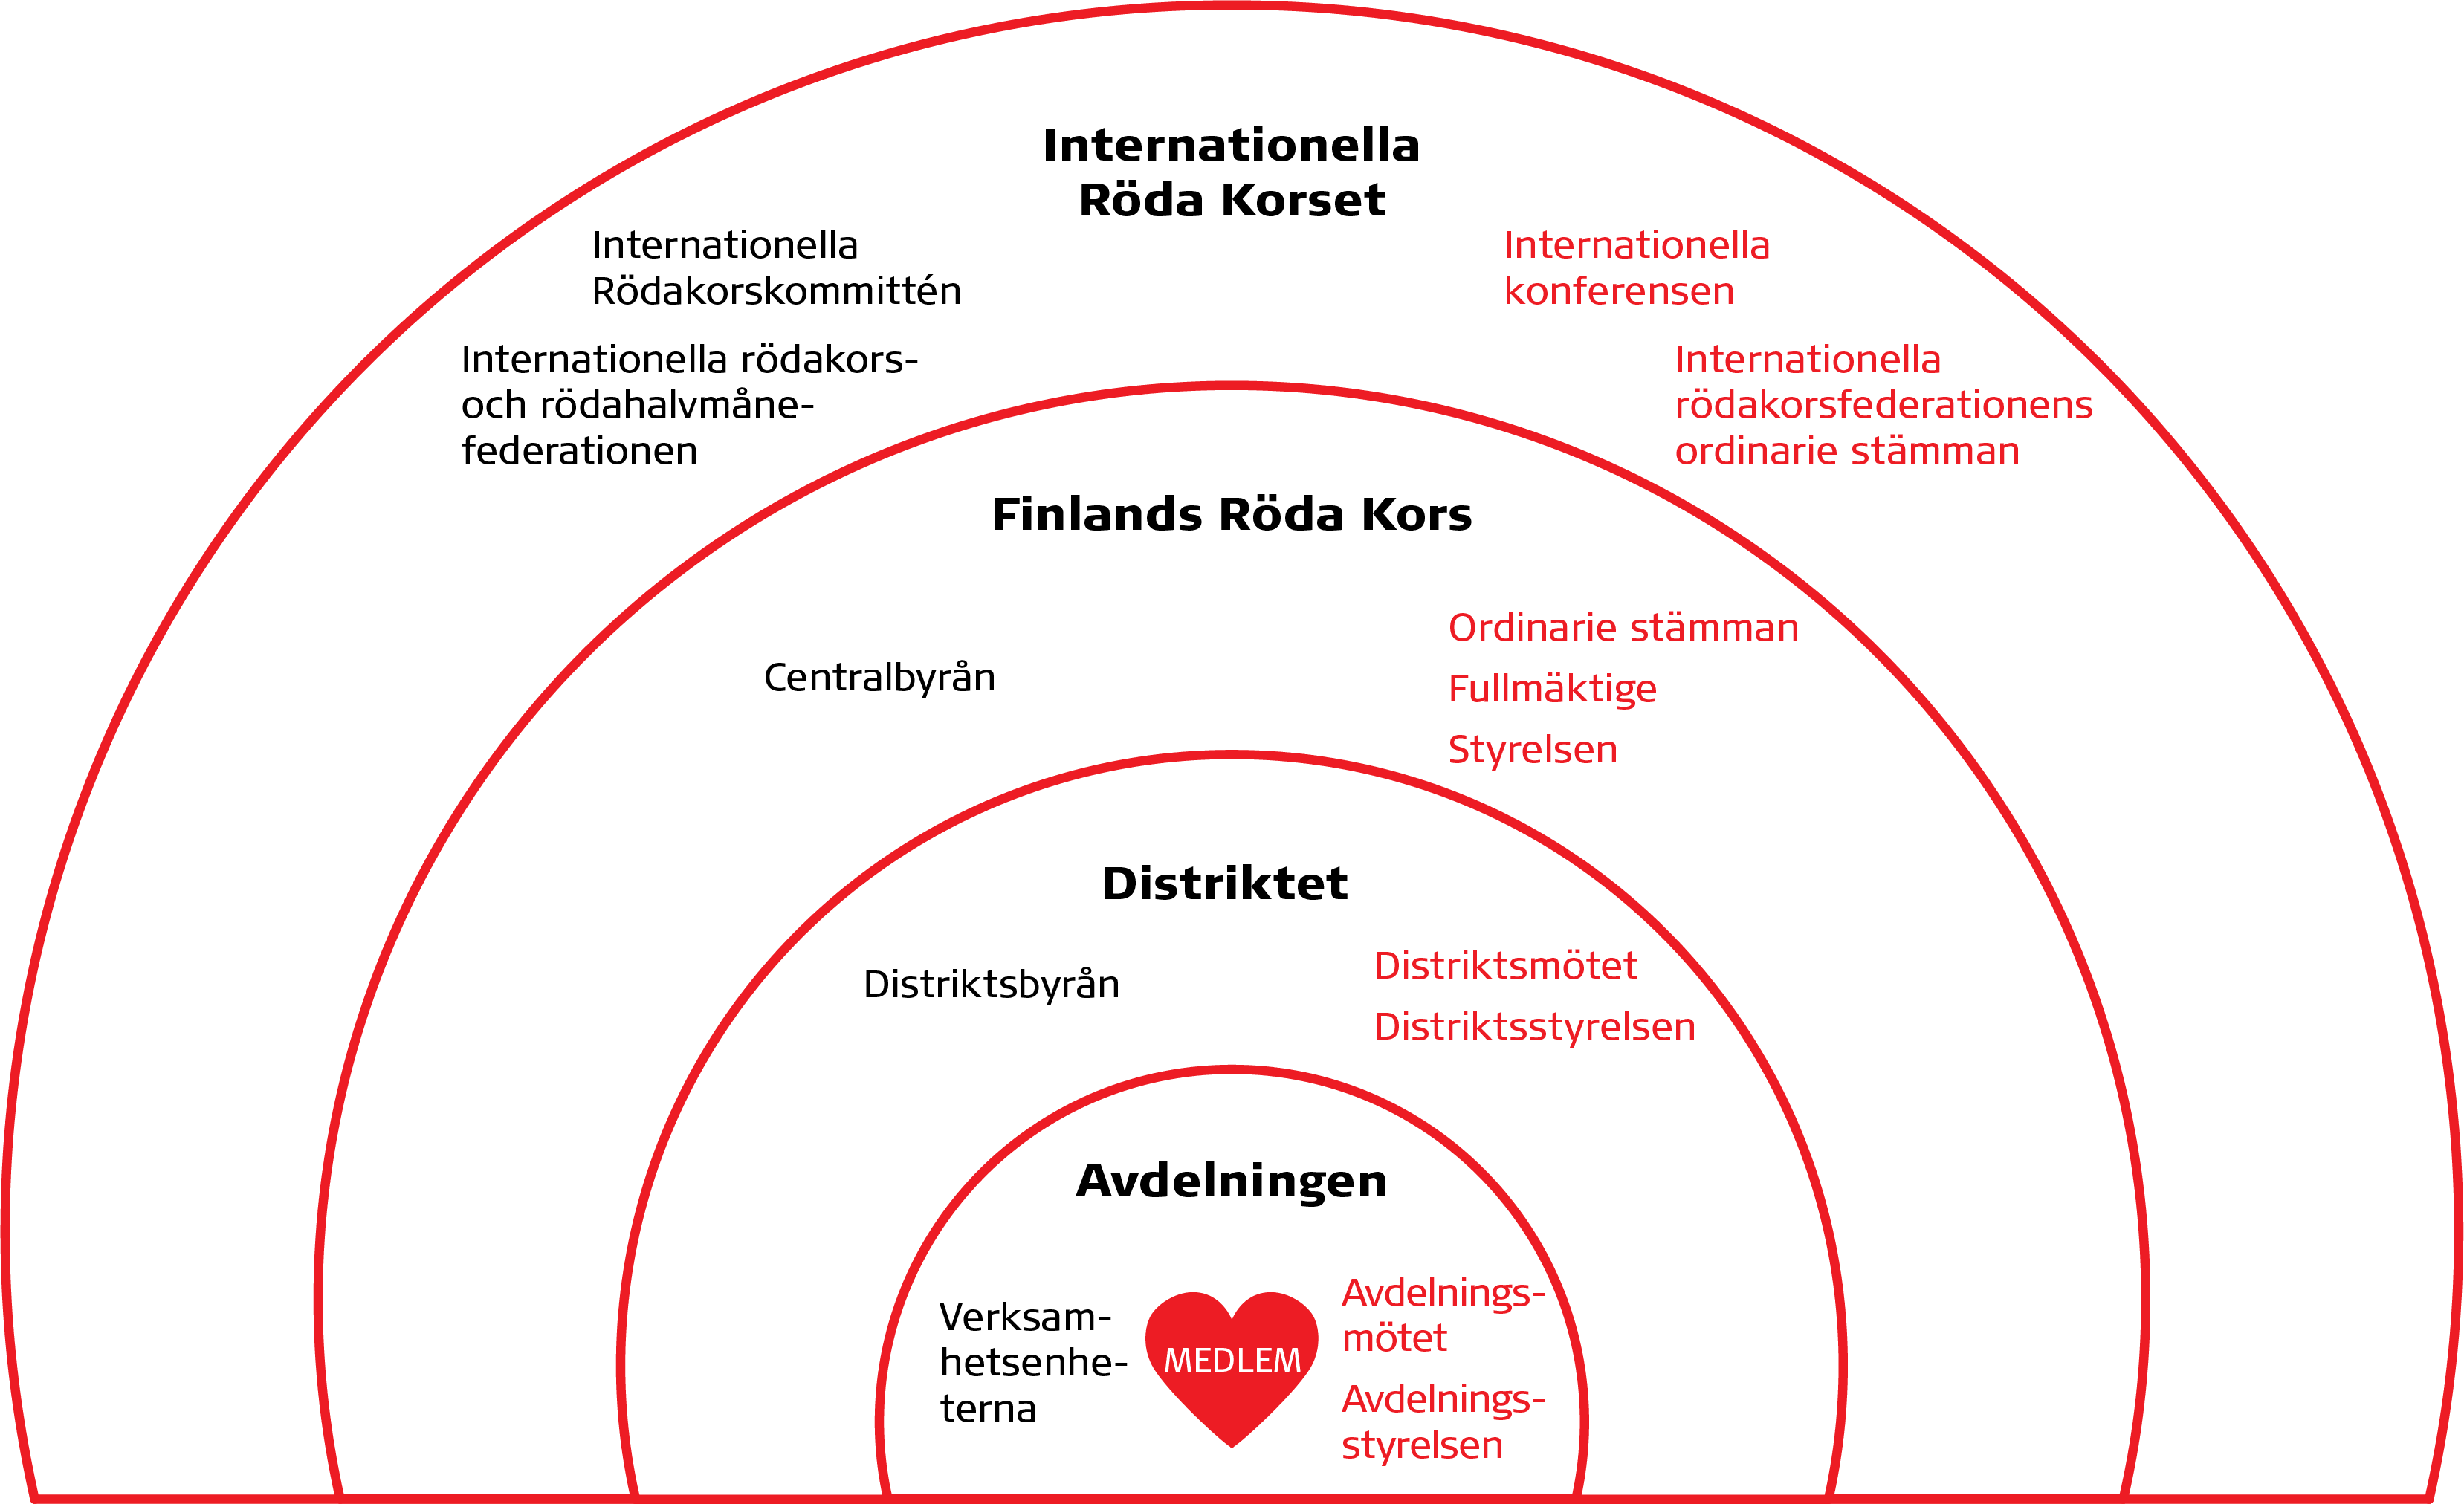 Internationella
Röda Korset
Internationella
Rödakorskommittén
Internationella rödakors-
och rödahalvmåne-
federationen
Internationella
konferensen
Internationella
rödakorsfederationens
ordinarie stämman
Finlands Röda Kors
Centralbyrån
Ordinarie stämman
Fullmäktige
Styrelsen
Distriktet
Distriktsbyrån
Distriktsmötet
Distriktsstyrelsen
Avdelningen
Verksam-
hetsenhe-
terna
MEDLEM
Avdelnings-
mötet
Avdelnings-
styrelsen